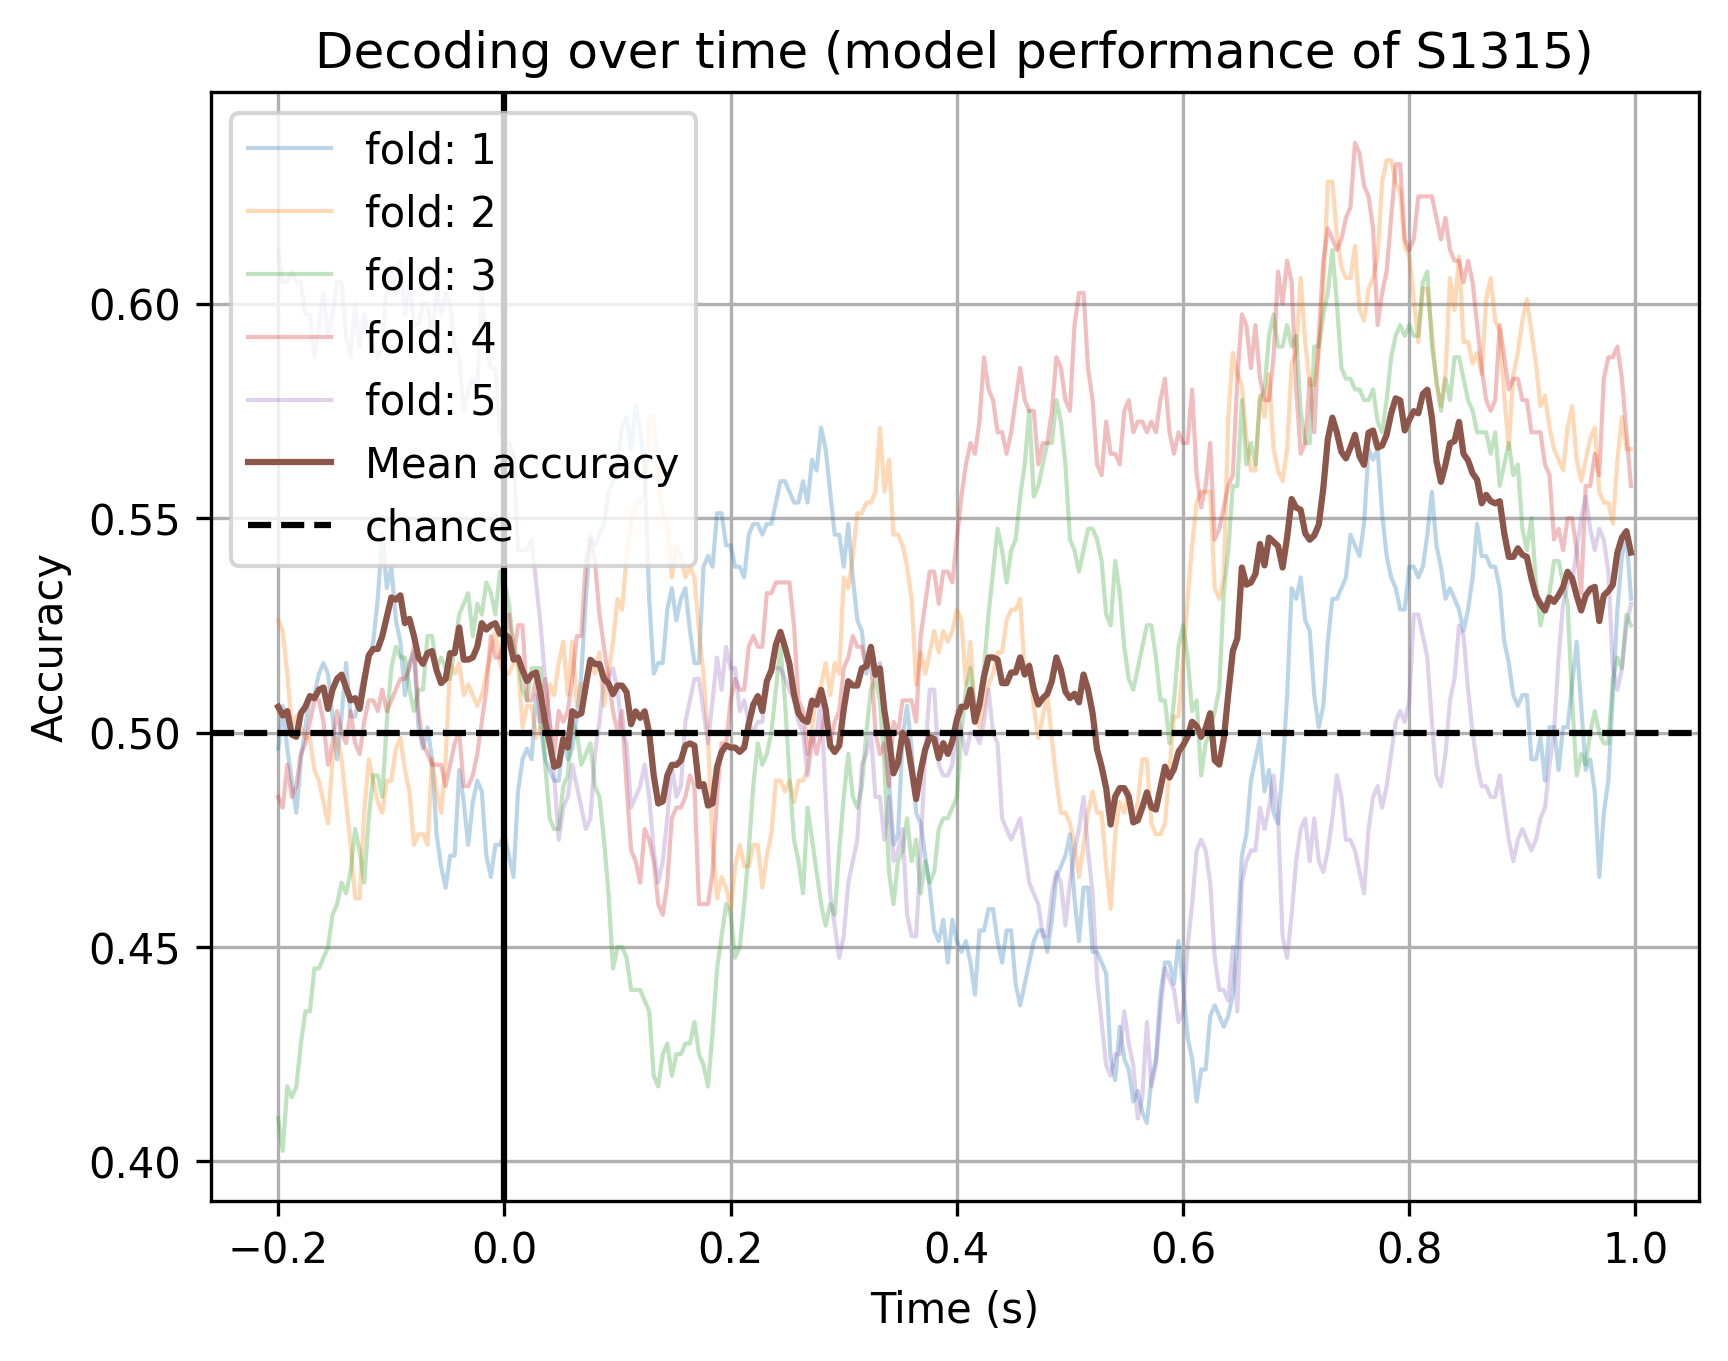 Decoding over time (model performance of S1315)
fold: 1
fold: 2
fold: 3
fold: 4
fold: 5
Mean accuracy
chance
Accuracy
0.60
0.55
0.50
0.45
0.40
−0.2 0.0 0.2 0.4 0.6 0.8 1.0
Time (s)